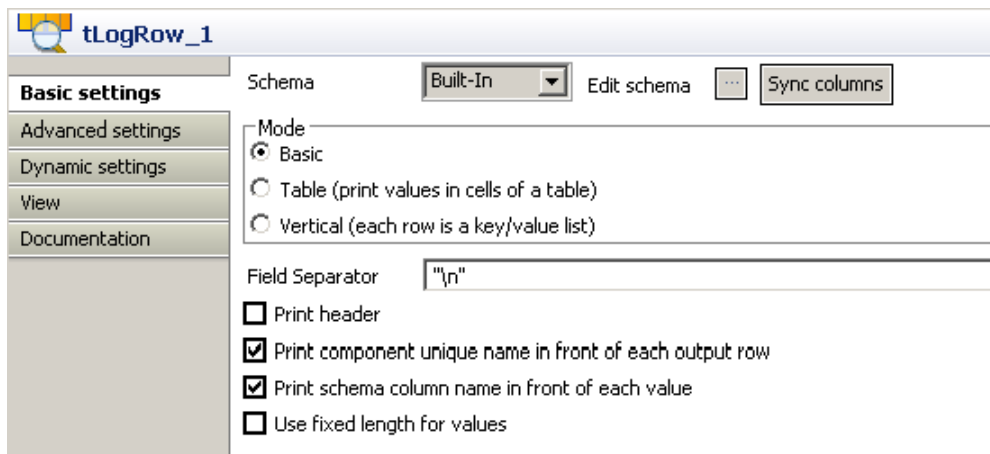 tLogRow_1
Basic settings
Advanced settings
Dynamic settings
View
Documentation
Schema Built-In Edit schema ... Sync columns
Mode
Basic
Table (print values in cells of a table)
Vertical (each row is a key/value list)
Field Separator "\n"
Print header
Print component unique name in front of each output row
Print schema column name in front of each value
Use fixed length for values